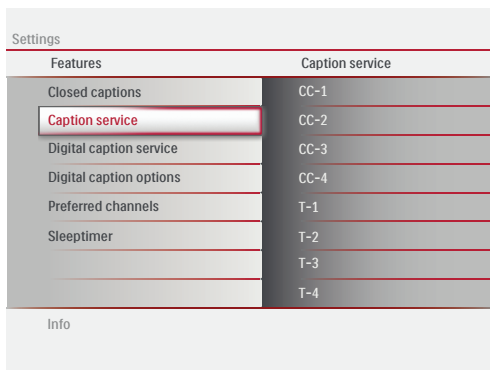 Settings
Features
Caption service
Closed captions
CC-1
Caption service
CC-2
Digital caption service
CC-3
Digital caption options
CC-4
Preferred channels
T-1
Sleeptimer
T-2
T-3
T-4
Info